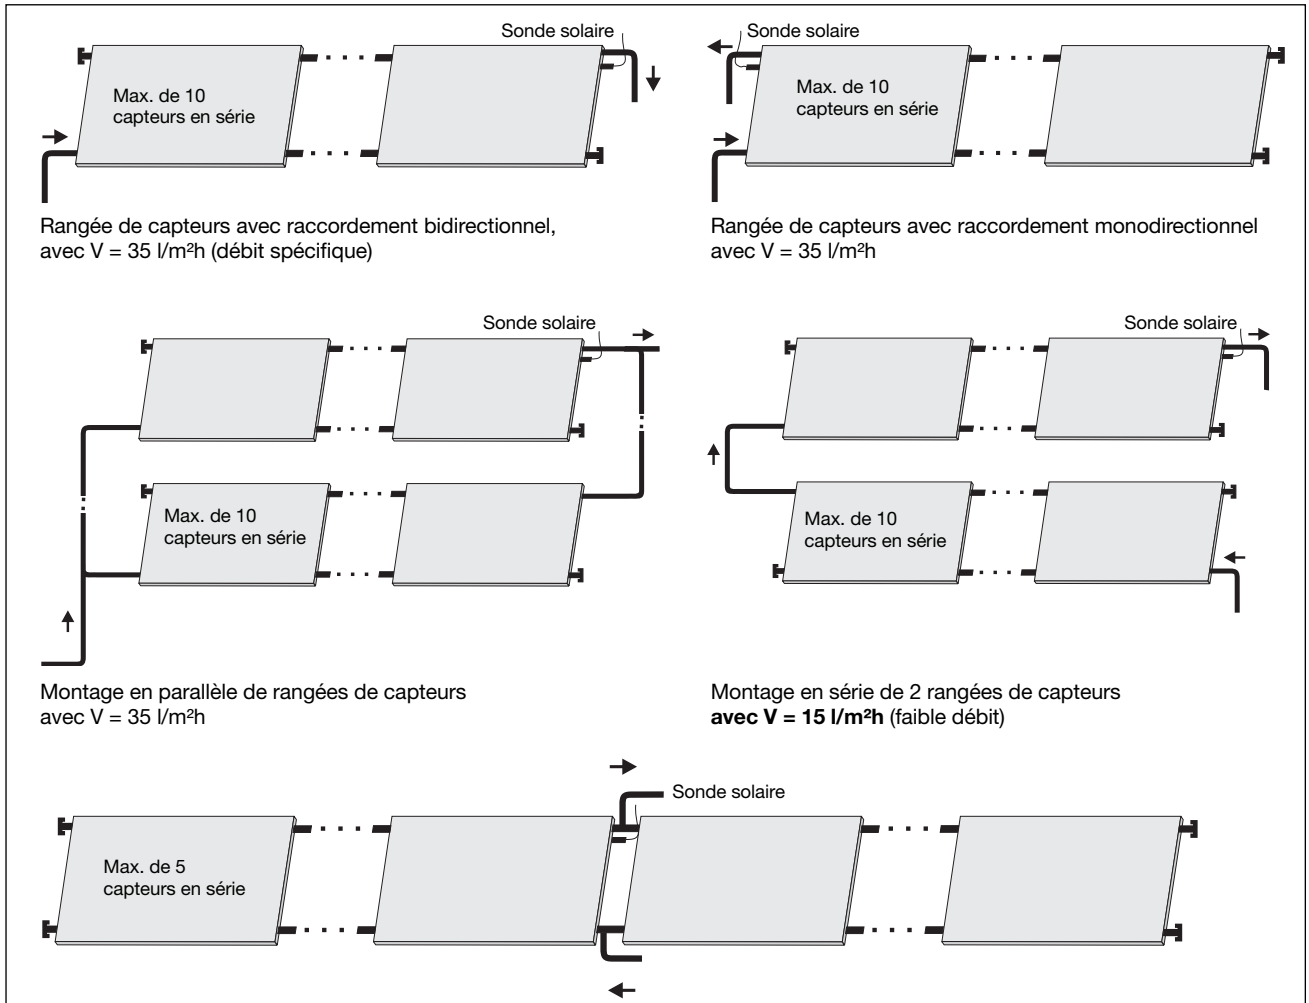 Sonde solaire
Max. de 10
capteurs en série
Rangée de capteurs avec raccordement bidirectionnel,
avec V = 35 l/m²h (débit spécifique)
Sonde solaire
Max. de 10
capteurs en série
Rangée de capteurs avec raccordement monodirectionnel
avec V = 35 l/m²h
Sonde solaire
Max. de 10
capteurs en série
Montage en parallèle de rangées de capteurs
avec V = 35 l/m²h
Sonde solaire
Max. de 10
capteurs en série
Montage en série de 2 rangées de capteurs
avec V = 15 l/m²h (faible débit)
Sonde solaire
Max. de 5
capteurs en série